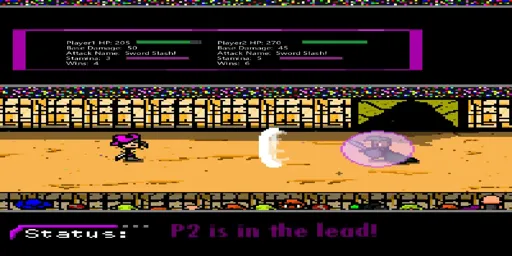 Player1 HP: 205
Base Damage: 50
Attack Name: Sword Slash!
Stamina: 3
Wins: 4
Player2 HP: 270
Base Damage: 45
Attack Name: Sword Slash!
Stamina: 5
Wins: 6
Status:
P2 is in the lead!